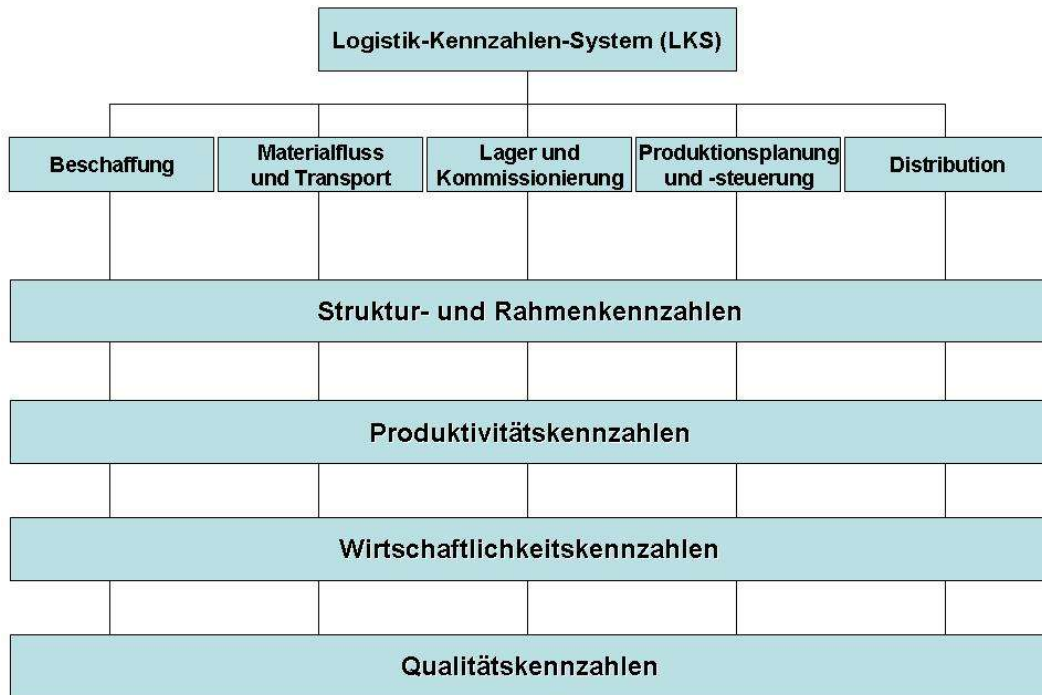 Logistik-Kennzahlen-System (LKS)
Beschaffung
Materialfluss
und Transport
Lager und
Kommissionierung
Produktionsplanung
und -steuerung
Distribution
Struktur- und Rahmenkennzahlen
Produktivitätskennzahlen
Wirtschaftlichkeitskennzahlen
Qualitätskennzahlen